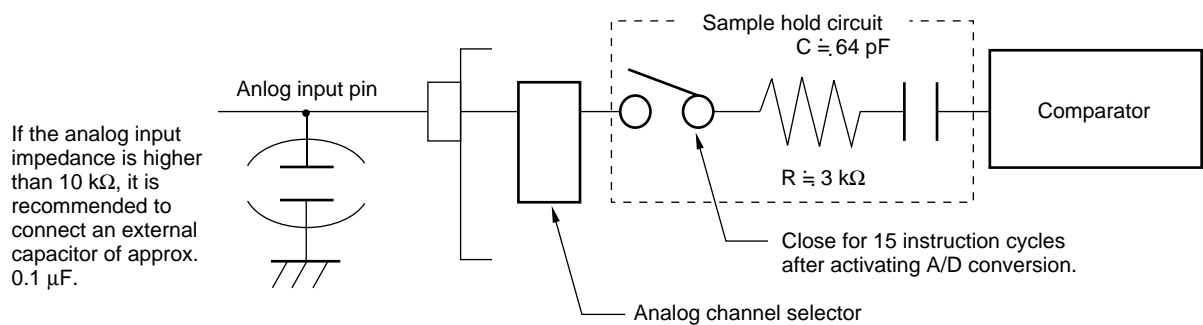 Sample hold circuit
C ≒ 64 pF
Anlog input pin
Comparator
If the analog input
impedance is higher
than 10 kΩ, it is
recommended to
connect an external
capacitor of approx.
0.1 µF.
R ≒ 3 kΩ
Close for 15 instruction cycles
after activating A/D conversion.
Analog channel selector